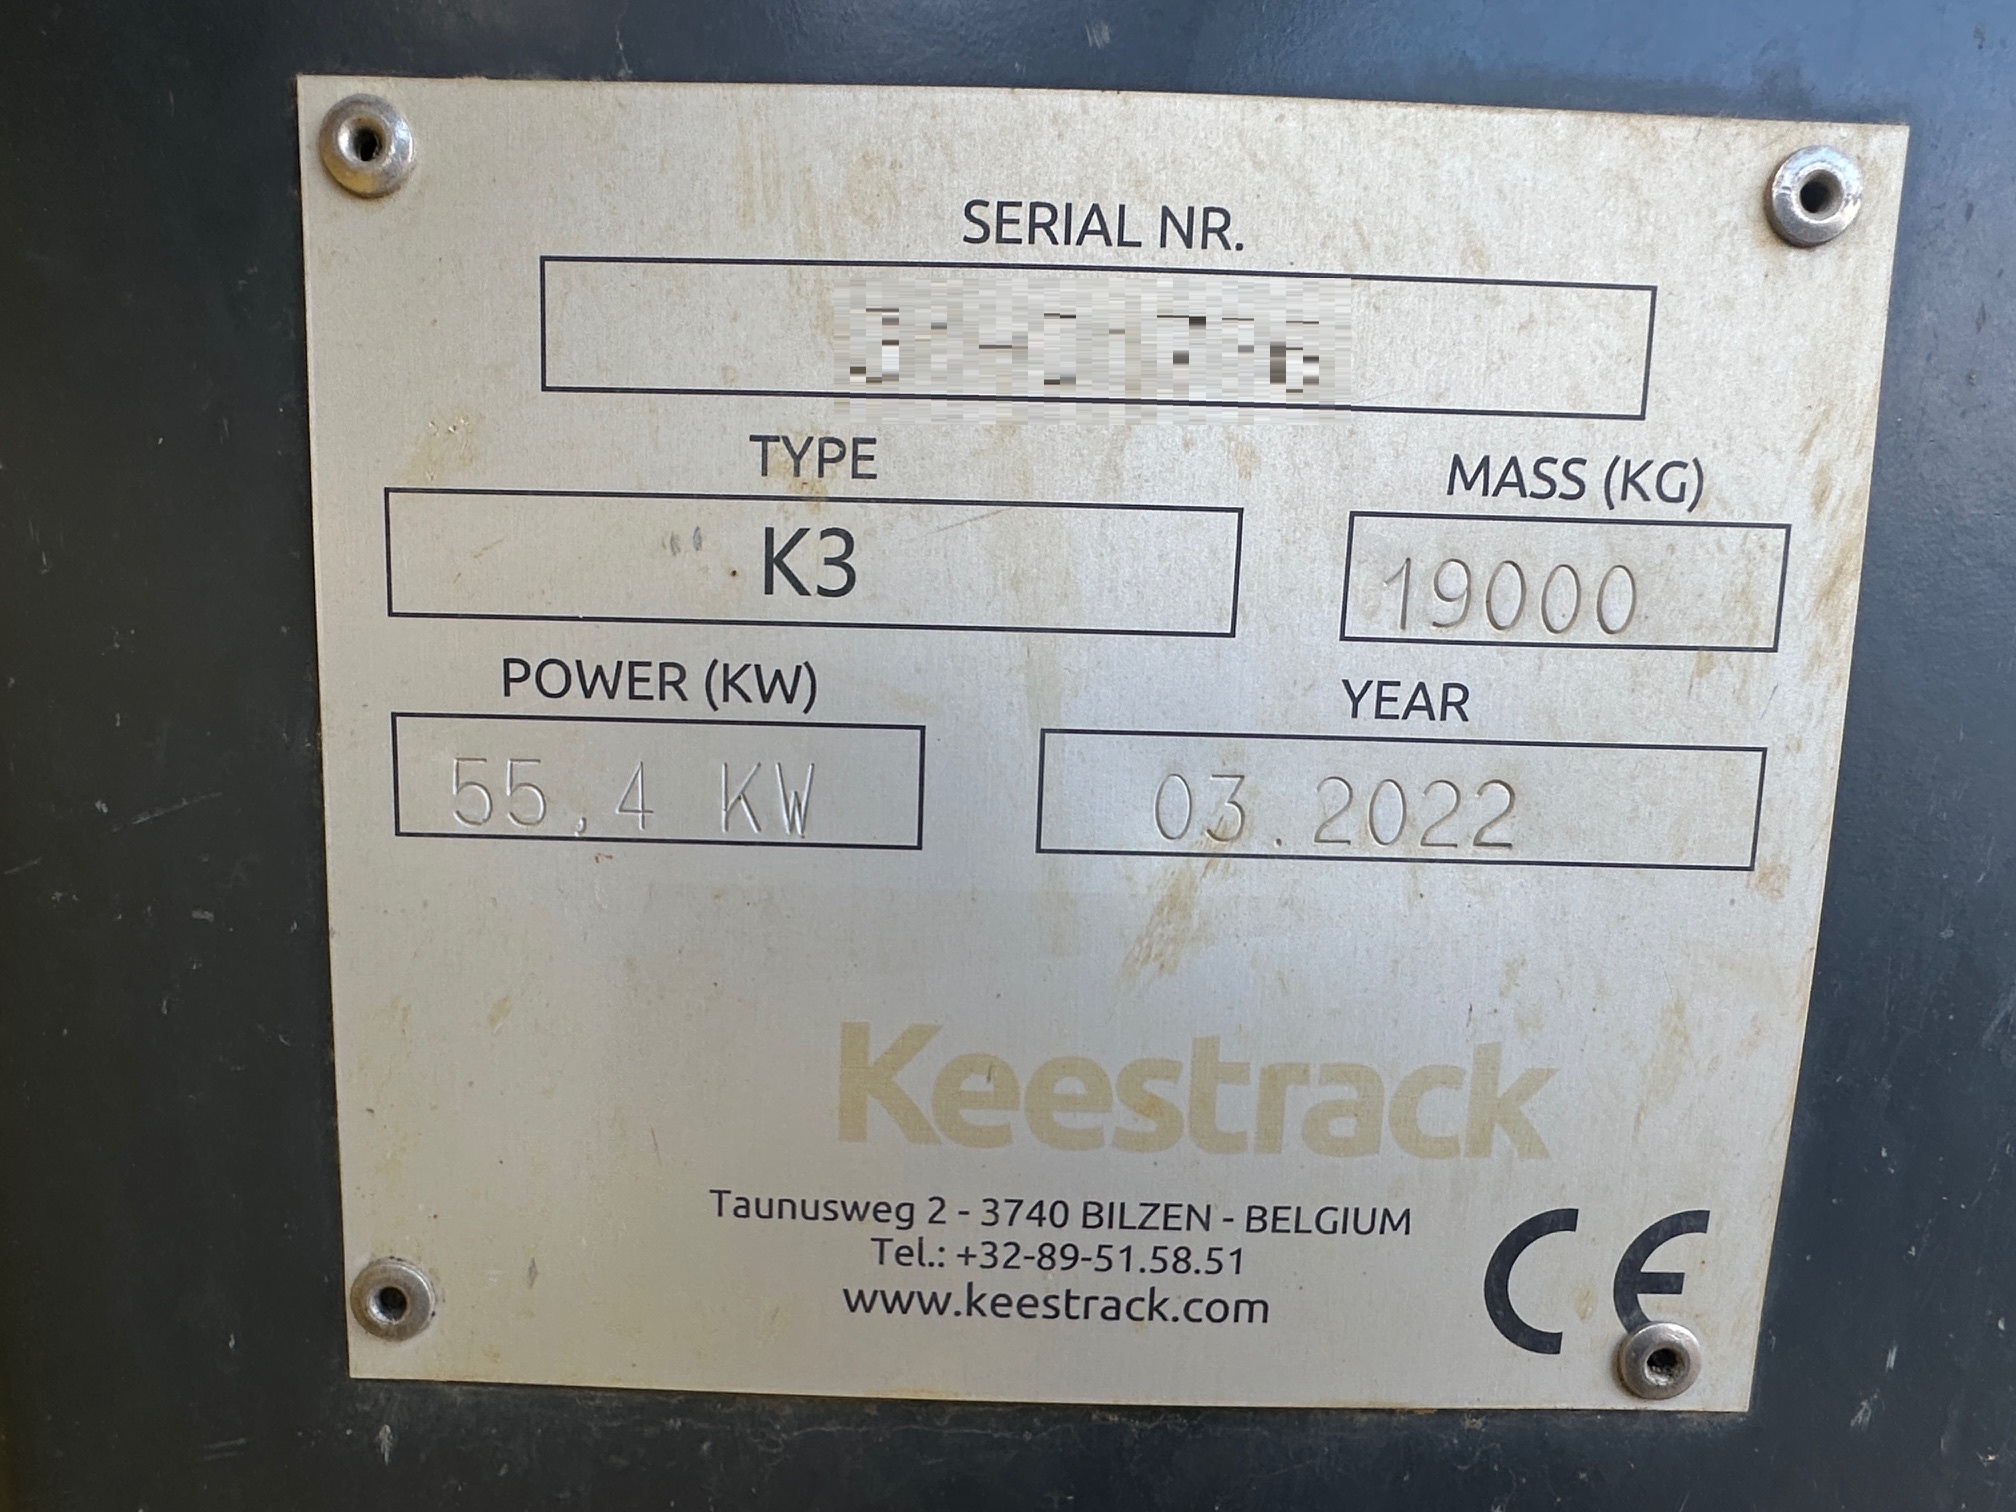 SERIAL NR.
TYPE
MASS (KG)
K3
19000
POWER (KW)
YEAR
55,4 KW
03.2022
Keestrack
Taunusweg 2 - 3740 BILZEN - BELGIUM
Tel.: +32-89-51.58.51
www.keestrack.com
CE